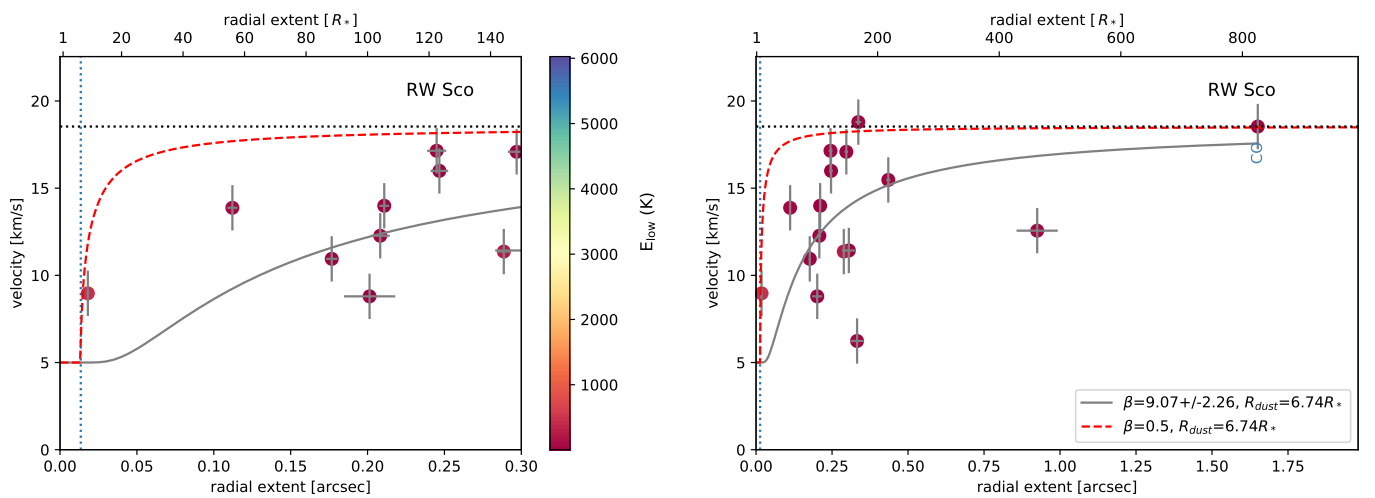 radial extent [ R* ]
1 20 40 60 80 100 120 140
RW Sco
velocity [km/s]
20
15
10
5
0
0.00 0.05 0.10 0.15 0.20 0.25 0.30
radial extent [arcsec]
6000
5000
4000
3000
2000
1000
E_low (K)
radial extent [ R* ]
1 200 400 600 800
RW Sco
CO
velocity [km/s]
20
15
10
5
0
β=9.07+/-2.26, R_dust=6.74R*
β=0.5, R_dust=6.74R*
0.00 0.25 0.50 0.75 1.00 1.25 1.50 1.75
radial extent [arcsec]